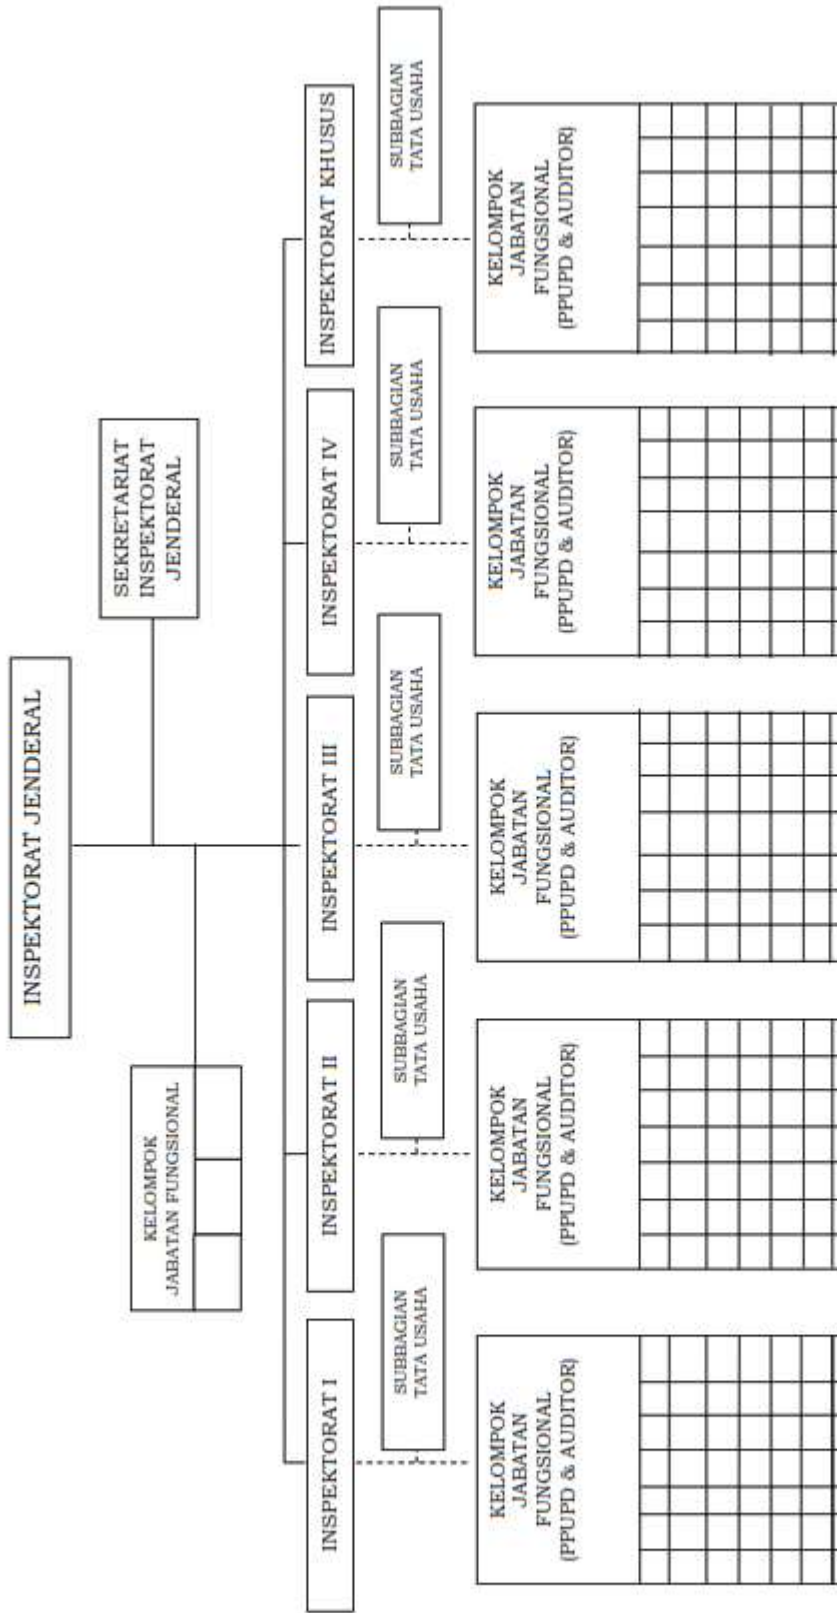 INSPEKTORAT JENDERAL
SEKRETARIAT
INSPEKTORAT
JENDERAL
KELOMPOK
JABATAN FUNGSIONAL
INSPEKTORAT I
INSPEKTORAT II
INSPEKTORAT III
INSPEKTORAT IV
INSPEKTORAT KHUSUS
SUBBAGIAN
TATA USAHA
SUBBAGIAN
TATA USAHA
SUBBAGIAN
TATA USAHA
SUBBAGIAN
TATA USAHA
SUBBAGIAN
TATA USAHA
KELOMPOK
JABATAN
FUNGSIONAL
(PPUPD & AUDITOR)
KELOMPOK
JABATAN
FUNGSIONAL
(PPUPD & AUDITOR)
KELOMPOK
JABATAN
FUNGSIONAL
(PPUPD & AUDITOR)
KELOMPOK
JABATAN
FUNGSIONAL
(PPUPD & AUDITOR)
KELOMPOK
JABATAN
FUNGSIONAL
(PPUPD & AUDITOR)